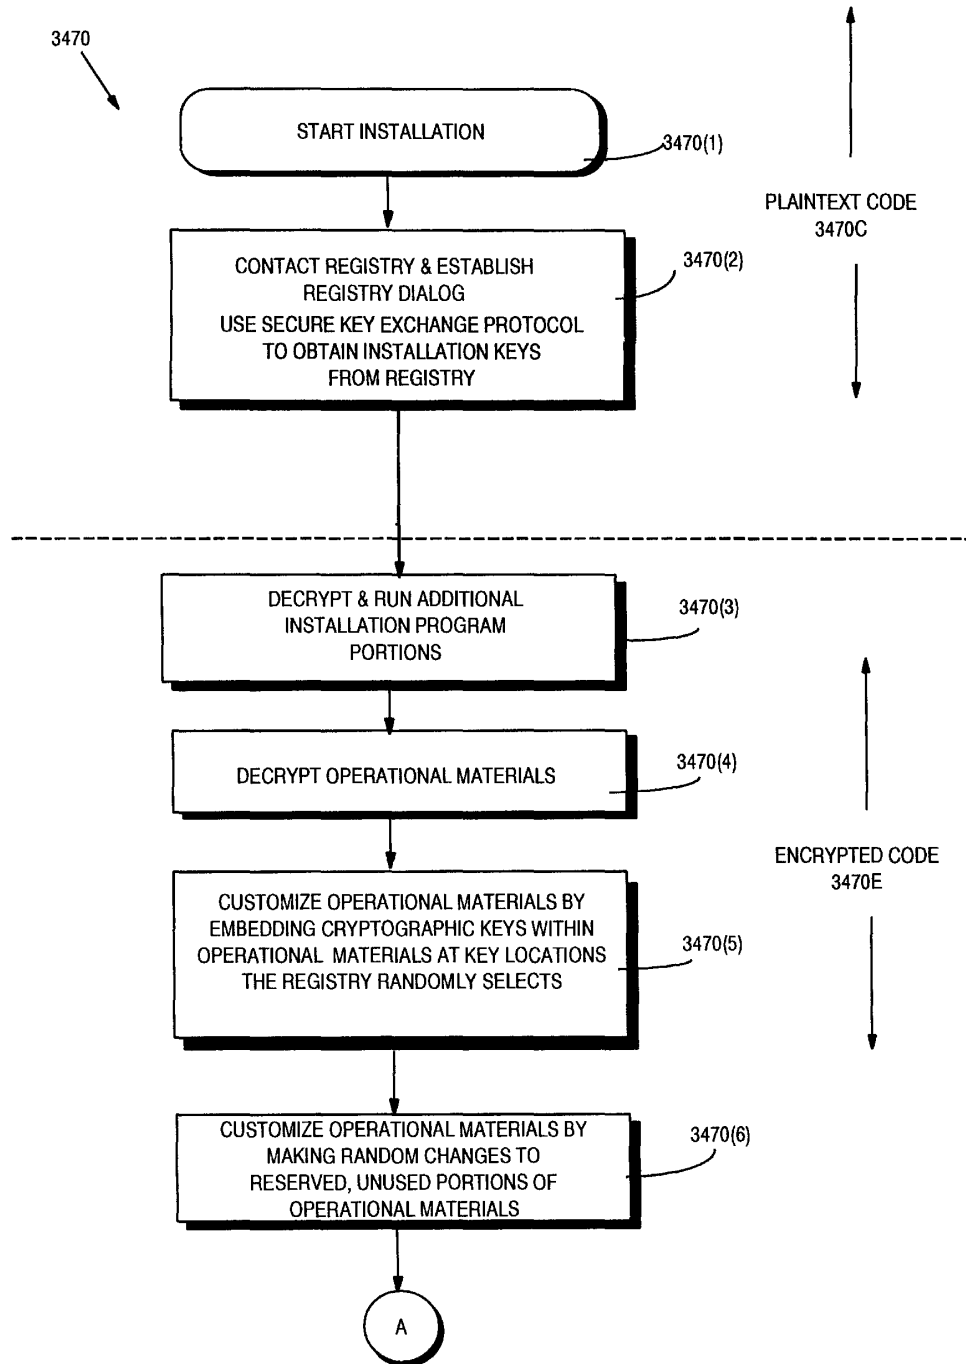 3470
START INSTALLATION
3470(1)
PLAINTEXT CODE
3470C
CONTACT REGISTRY & ESTABLISH
REGISTRY DIALOG
USE SECURE KEY EXCHANGE PROTOCOL
TO OBTAIN INSTALLATION KEYS
FROM REGISTRY
3470(2)
DECRYPT & RUN ADDITIONAL
INSTALLATION PROGRAM
PORTIONS
3470(3)
DECRYPT OPERATIONAL MATERIALS
3470(4)
ENCRYPTED CODE
3470E
CUSTOMIZE OPERATIONAL MATERIALS BY
EMBEDDING CRYPTOGRAPHIC KEYS WITHIN
OPERATIONAL MATERIALS AT KEY LOCATIONS
THE REGISTRY RANDOMLY SELECTS
3470(5)
CUSTOMIZE OPERATIONAL MATERIALS BY
MAKING RANDOM CHANGES TO
RESERVED, UNUSED PORTIONS OF
OPERATIONAL MATERIALS
3470(6)
A